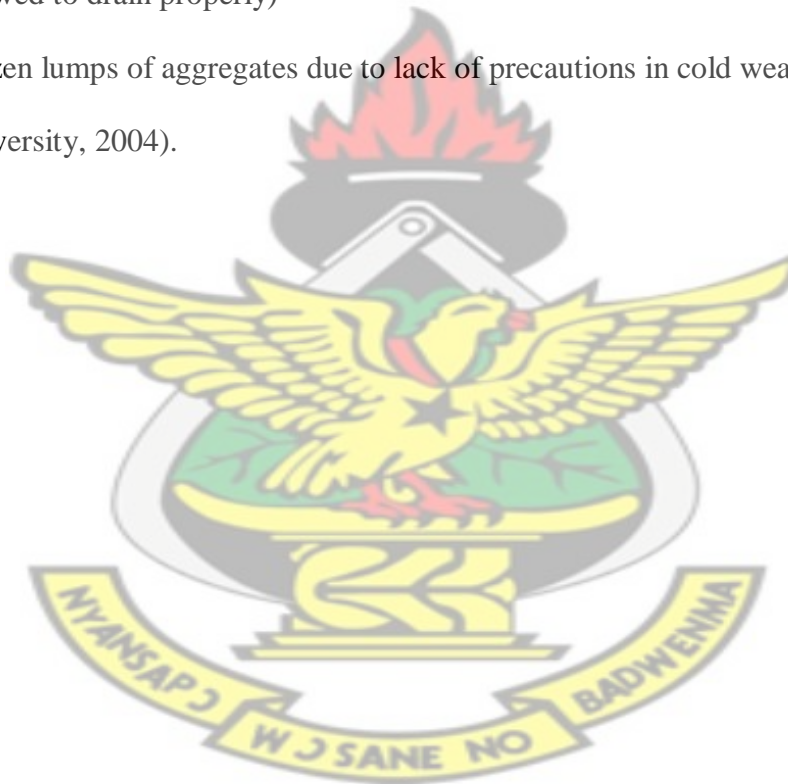 wed to drain properly)
zen lumps of aggregates due to lack of precautions in cold wea
versity, 2004).
NYANSAPƆ
WƆSANE NO
BADWENMA